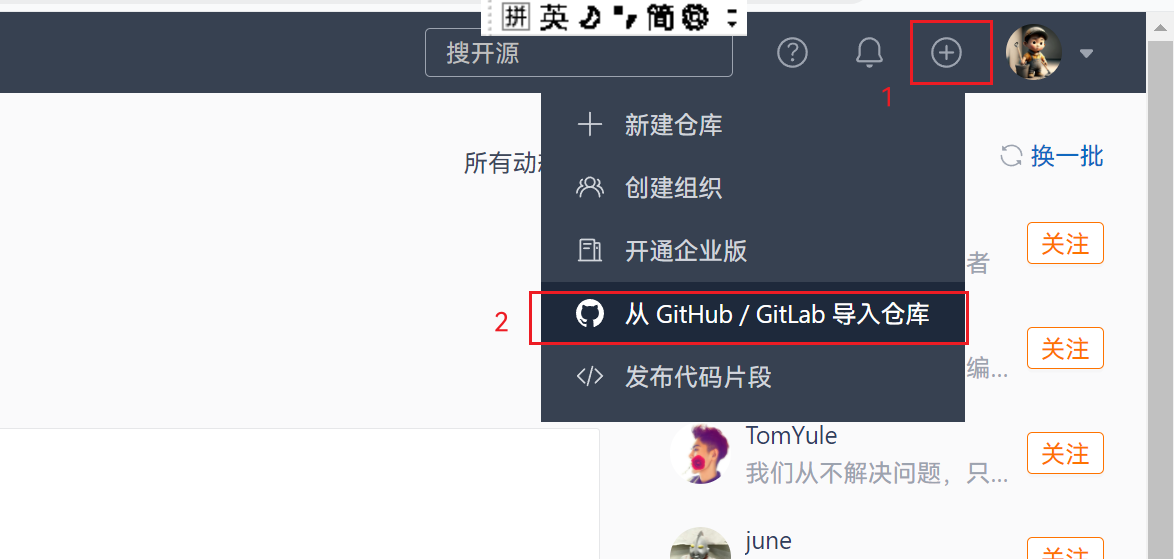 拼 英 简
搜开源
1
新建仓库
所有动
换一批
创建组织
关注
开通企业版
者
2
从 GitHub / GitLab 导入仓库
关注
编...
发布代码片段
TomYule
关注
我们从不解决问题，只...
june
关注